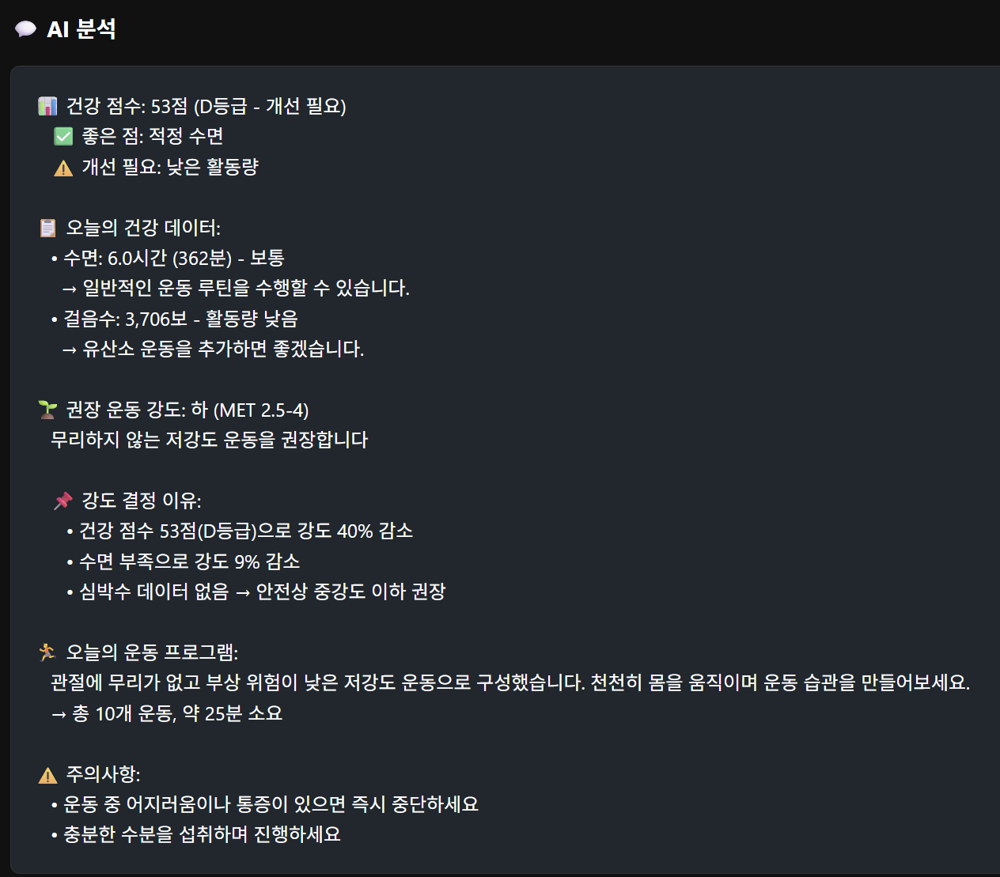 💬 AI 분석
📊 건강 점수: 53점 (D등급 - 개선 필요)
✅ 좋은 점: 적정 수면
⚠️ 개선 필요: 낮은 활동량
📋 오늘의 건강 데이터:
• 수면: 6.0시간 (362분) - 보통
→ 일반적인 운동 루틴을 수행할 수 있습니다.
• 걸음수: 3,706보 - 활동량 낮음
→ 유산소 운동을 추가하면 좋겠습니다.
🌱 권장 운동 강도: 하 (MET 2.5-4)
무리하지 않는 저강도 운동을 권장합니다
📌 강도 결정 이유:
• 건강 점수 53점(D등급)으로 강도 40% 감소
• 수면 부족으로 강도 9% 감소
• 심박수 데이터 없음 → 안전상 중강도 이하 권장
🏃 오늘의 운동 프로그램:
관절에 무리가 없고 부상 위험이 낮은 저강도 운동으로 구성했습니다. 천천히 몸을 움직이며 운동 습관을 만들어보세요.
→ 총 10개 운동, 약 25분 소요
⚠️ 주의사항:
• 운동 중 어지러움이나 통증이 있으면 즉시 중단하세요
• 충분한 수분을 섭취하며 진행하세요